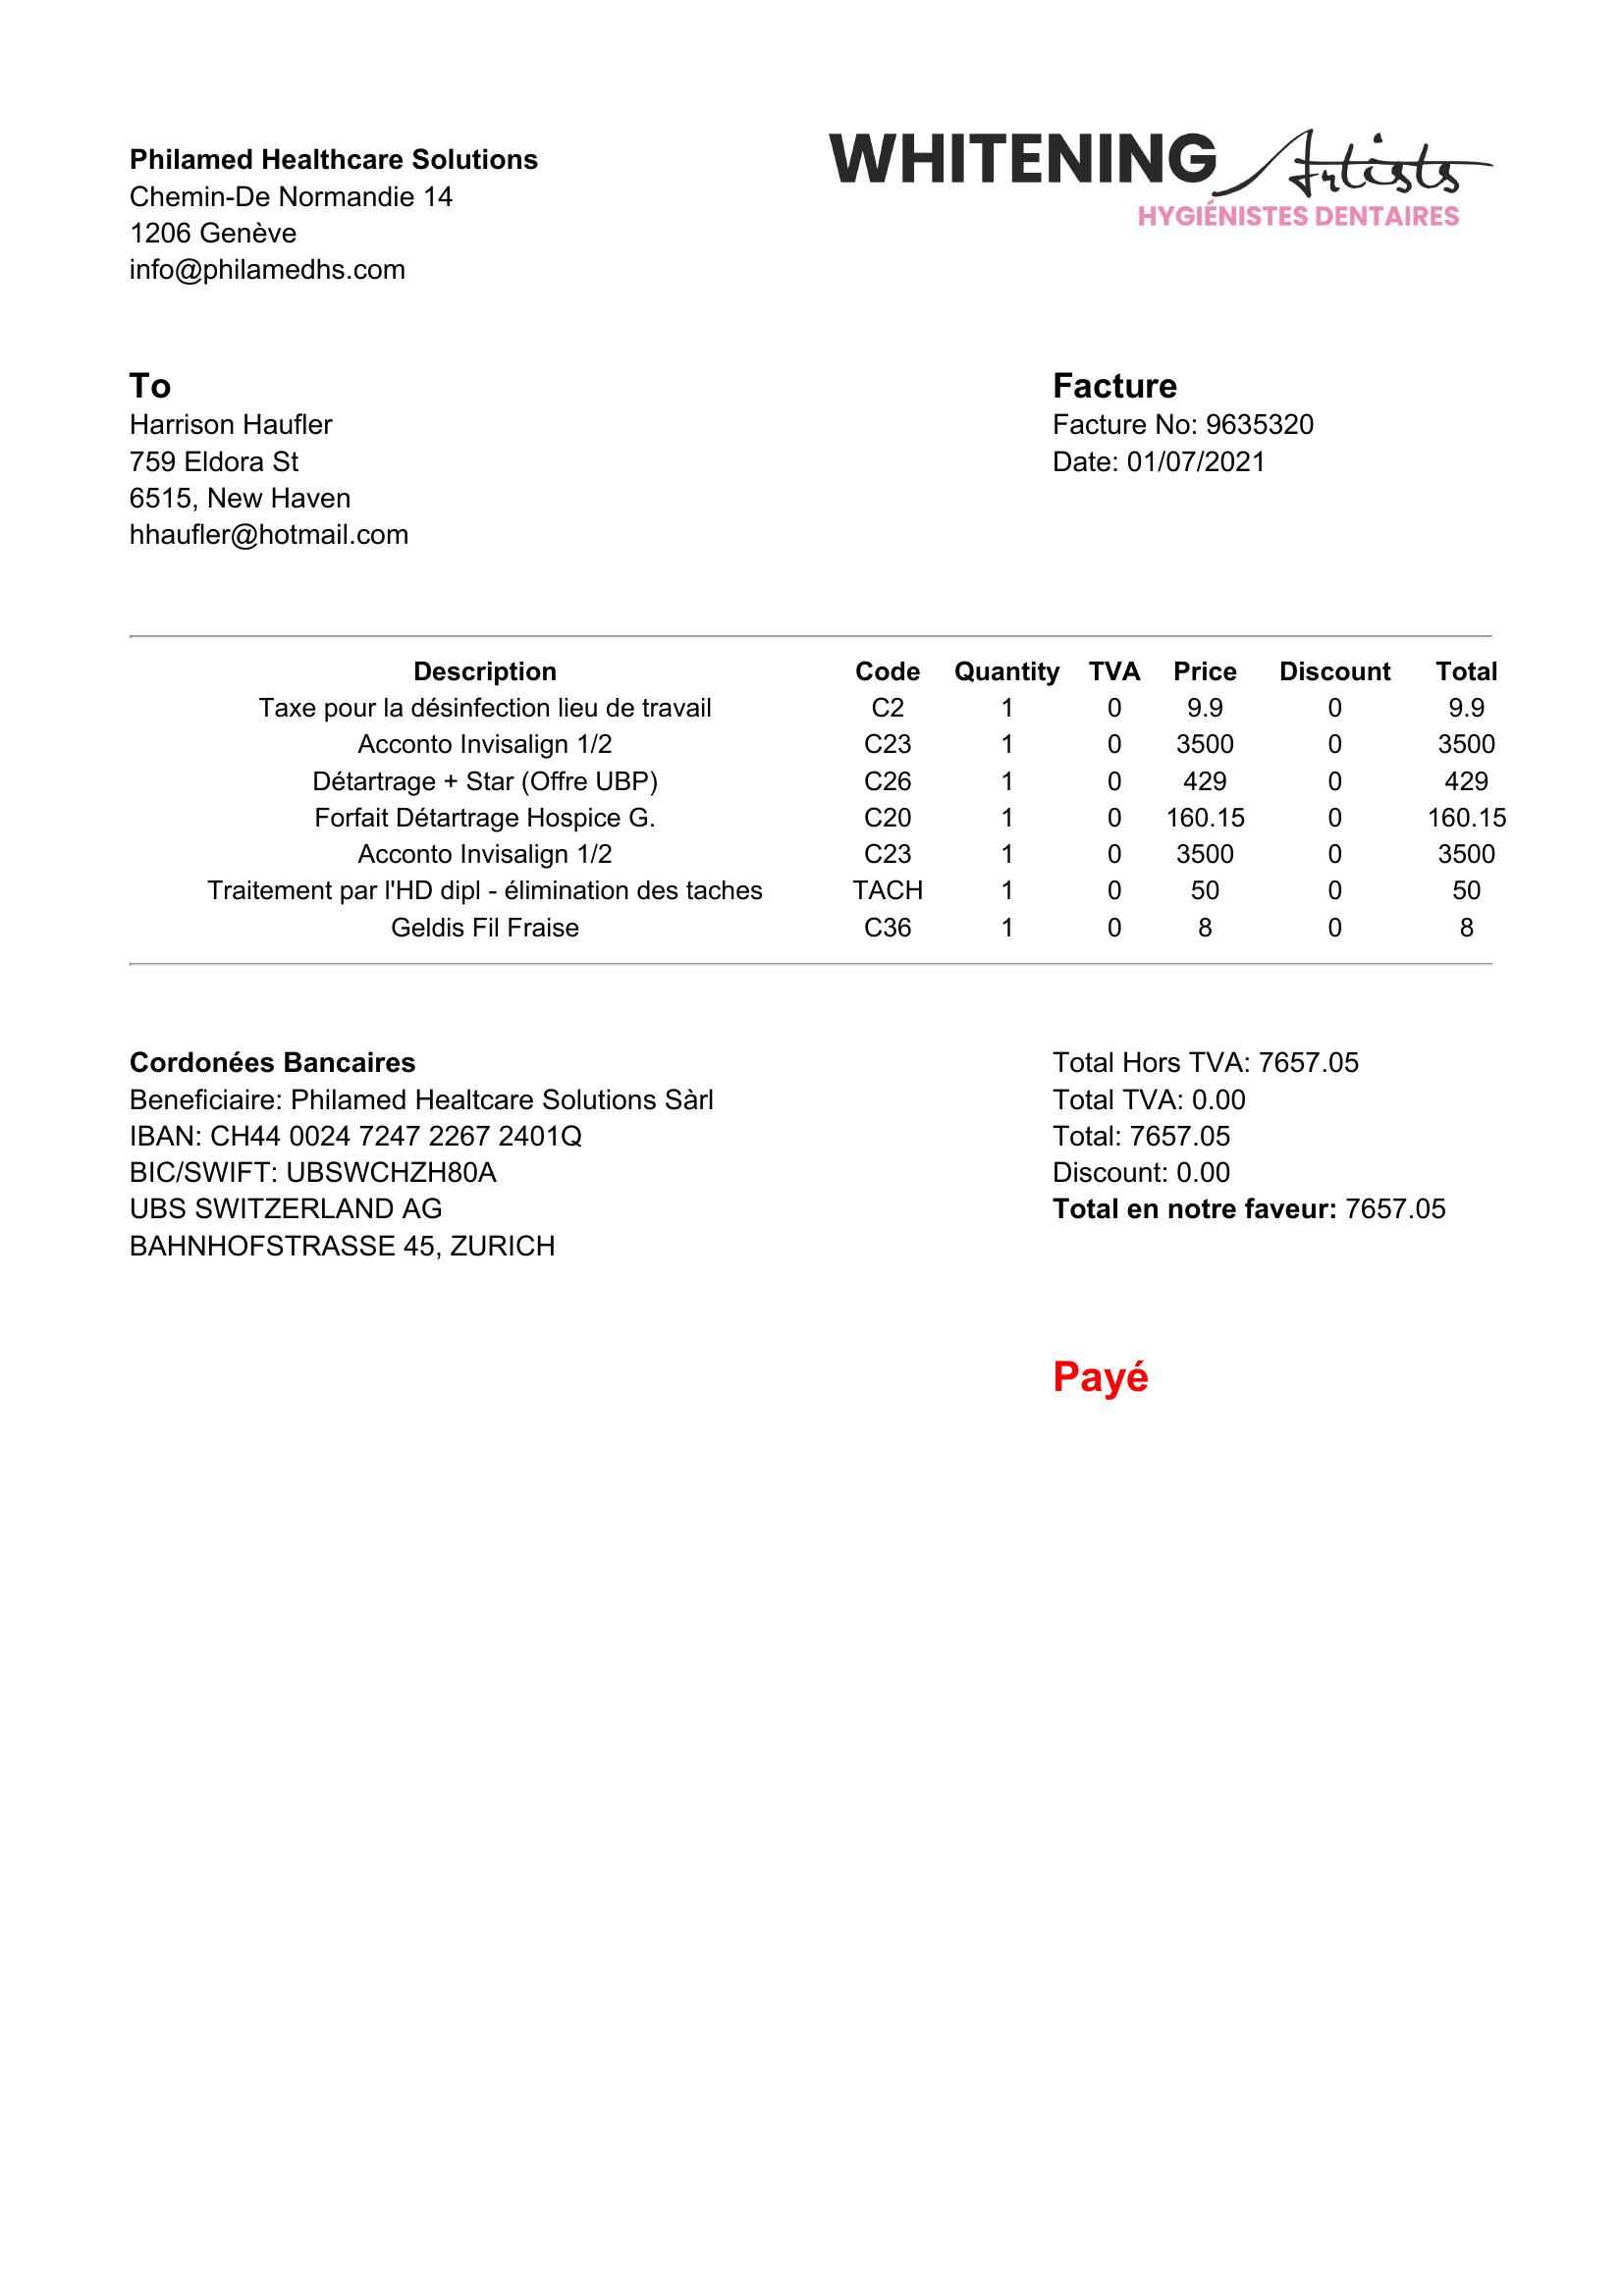 Philamed Healthcare Solutions
Chemin-De Normandie 14
1206 Genève
info@philamedhs.com
WHITENING Artists
HYGIÉNISTES DENTAIRES
To
Harrison Haufler
759 Eldora St
6515, New Haven
hhaufler@hotmail.com
Facture
Facture No: 9635320
Date: 01/07/2021
Description Code Quantity TVA Price Discount Total
Taxe pour la désinfection lieu de travail C2 1 0 9.9 0 9.9
Acconto Invisalign 1/2 C23 1 0 3500 0 3500
Détartrage + Star (Offre UBP) C26 1 0 429 0 429
Forfait Détartrage Hospice G. C20 1 0 160.15 0 160.15
Acconto Invisalign 1/2 C23 1 0 3500 0 3500
Traitement par l'HD dipl - élimination des taches TACH 1 0 50 0 50
Geldis Fil Fraise C36 1 0 8 0 8
Cordonées Bancaires
Beneficiaire: Philamed Healtcare Solutions Sàrl
IBAN: CH44 0024 7247 2267 2401Q
BIC/SWIFT: UBSWCHZH80A
UBS SWITZERLAND AG
BAHNHOFSTRASSE 45, ZURICH
Total Hors TVA: 7657.05
Total TVA: 0.00
Total: 7657.05
Discount: 0.00
Total en notre faveur: 7657.05
Payé